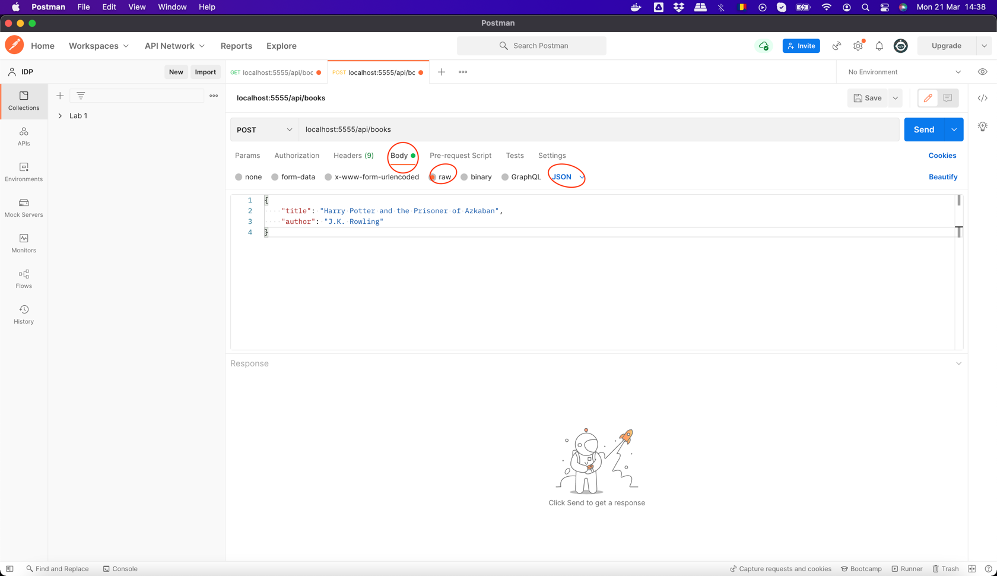 Postman File Edit View Window Help Mon 21 Mar 14:38
Postman
Home Workspaces API Network Reports Explore Search Postman Invite Upgrade
IDP New Import GET localhost:5555/api/boo POST localhost:5555/api/bc No Environment
Collections
APIs
Environments
Mock Servers
Monitors
Flows
History
Lab 1
localhost:5555/api/books Save
POST localhost:5555/api/books Send
Params Authorization Headers (9) Body Pre-request Script Tests Settings Cookies
none form-data x-www-form-urlencoded raw binary GraphQL JSON Beautify
1 {
2 "title": "Harry Potter and the Prisoner of Azkaban",
3 "author": "J.K. Rowling"
4 }
Response
Click Send to get a response
Find and Replace Console Capture requests and cookies Bootcamp Runner Trash